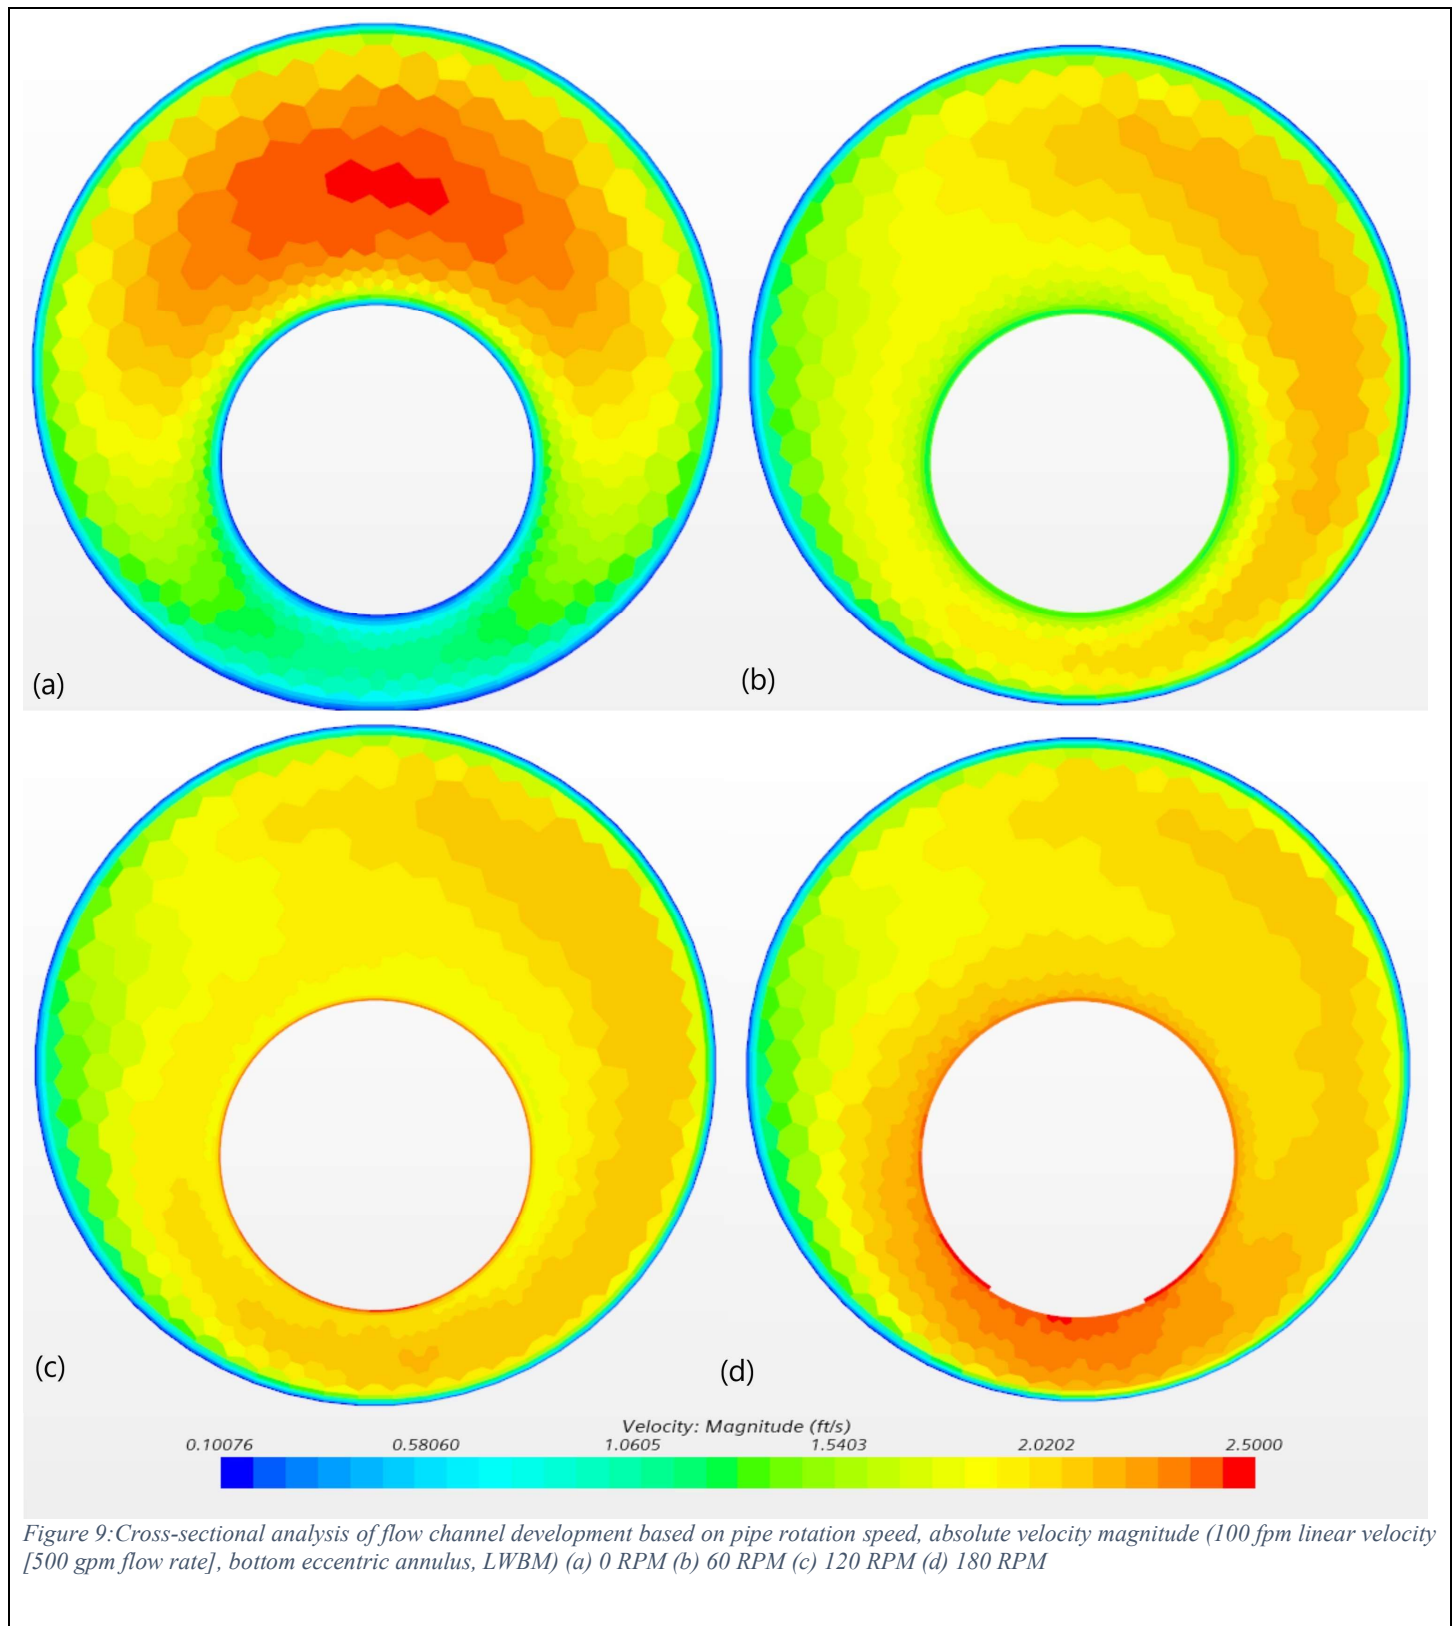 (a)
(b)
(c)
(d)
Velocity: Magnitude (ft/s)
0.10076 0.58060 1.0605 1.5403 2.0202 2.5000
Figure 9:Cross-sectional analysis of flow channel development based on pipe rotation speed, absolute velocity magnitude (100 fpm linear velocity
[500 gpm flow rate], bottom eccentric annulus, LWBM) (a) 0 RPM (b) 60 RPM (c) 120 RPM (d) 180 RPM